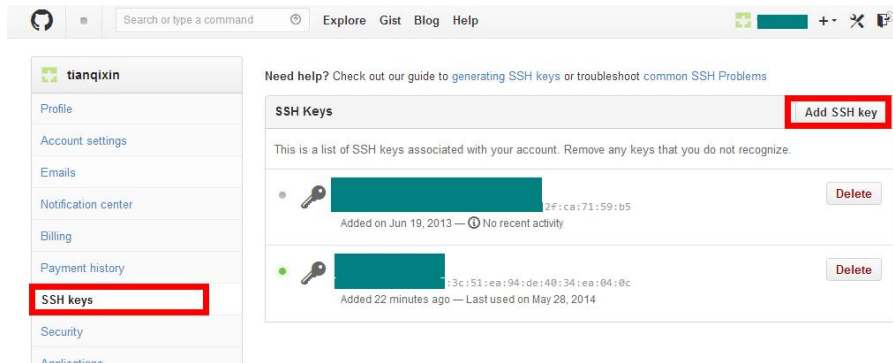 Search or type a command
Explore Gist Blog Help
tianqixin
Need help? Check out our guide to generating SSH keys or troubleshoot common SSH Problems
Profile
SSH Keys
Add SSH key
Account settings
This is a list of SSH keys associated with your account. Remove any keys that you do not recognize.
Emails
Notification center
2f:ca:71:59:b5
Delete
Added on Jun 19, 2013 — No recent activity
Billing
Payment history
:3c:51:ea:94:de:40:34:ea:04:0c
Delete
SSH keys
Added 22 minutes ago — Last used on May 28, 2014
Security
Applications